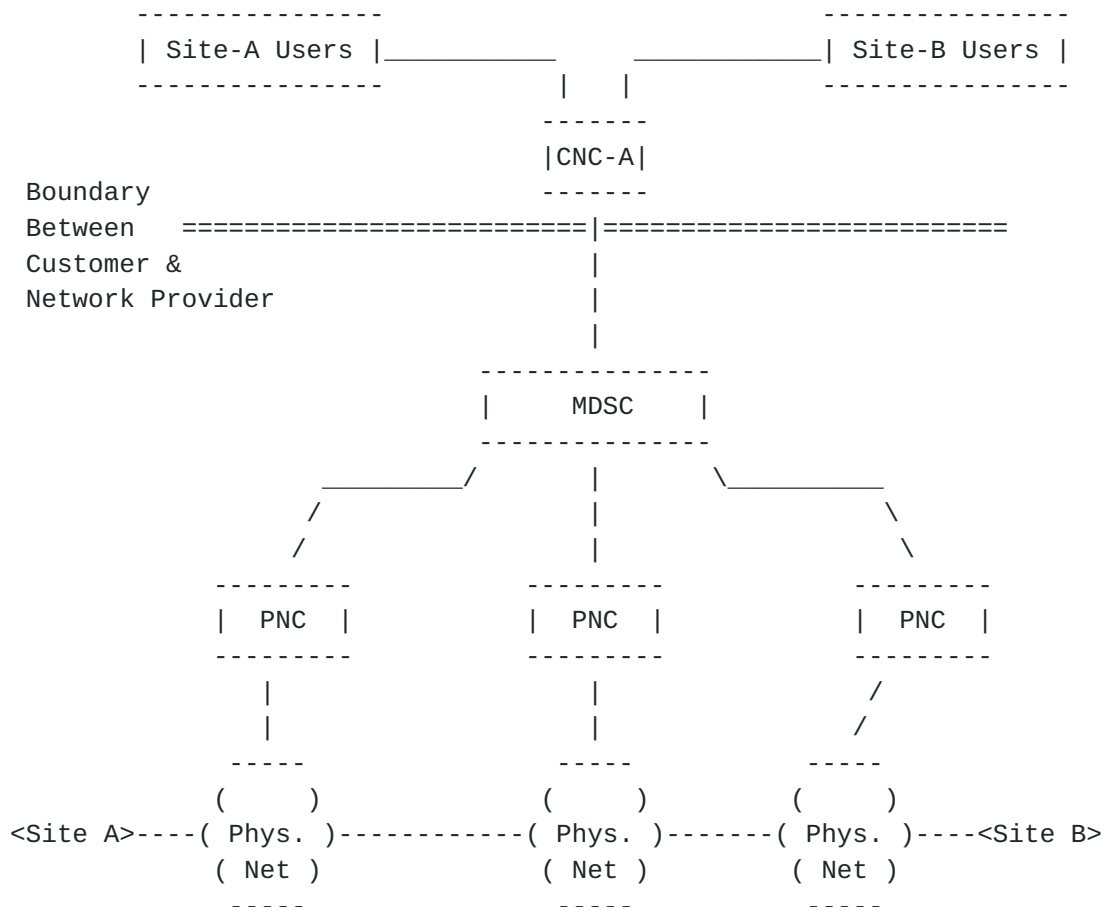 Site-A Users Site-B Users
CNC-A
Boundary
Between
Customer &
Network Provider
MDSC
PNC PNC PNC
<Site A>----( Phys. )------------( Phys. )-------( Phys. )----<Site B>
( Net ) ( Net ) ( Net )